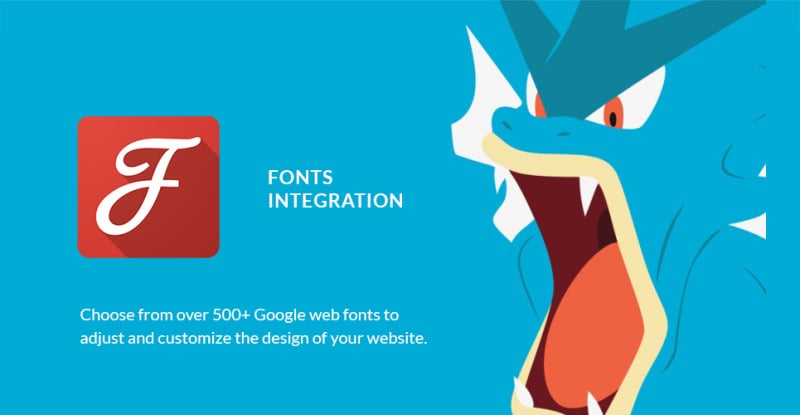 F
FONTS
INTEGRATION
Choose from over 500+ Google web fonts to
adjust and customize the design of your website.